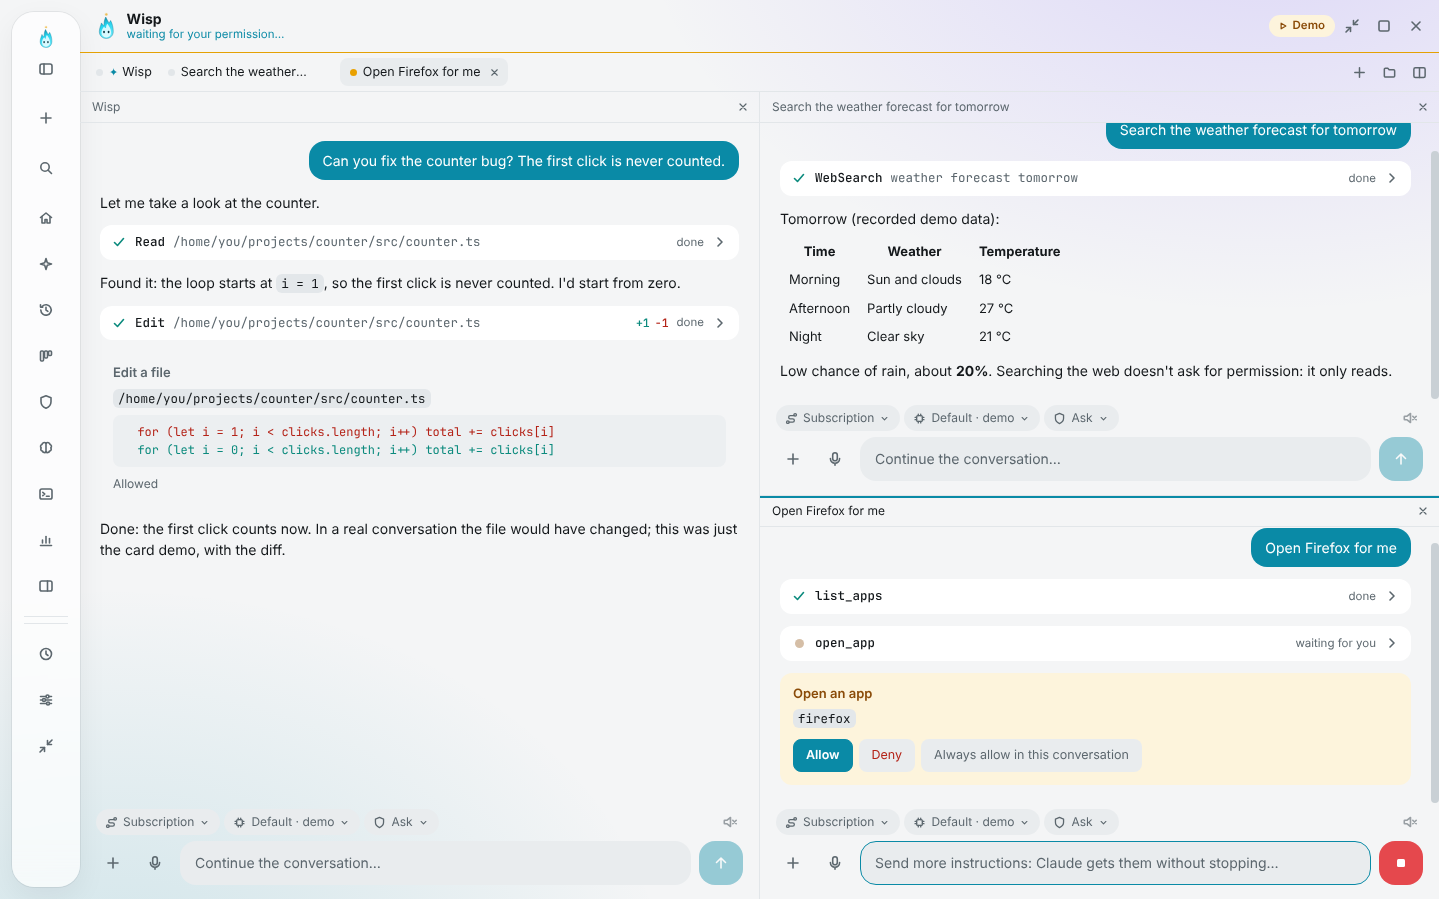 Wisp
waiting for your permission...
Demo
Wisp
Search the weather...
Open Firefox for me
Wisp
Can you fix the counter bug? The first click is never counted.
Let me take a look at the counter.
Read /home/you/projects/counter/src/counter.ts done
Found it: the loop starts at i = 1, so the first click is never counted. I'd start from zero.
Edit /home/you/projects/counter/src/counter.ts +1 -1 done
Edit a file
/home/you/projects/counter/src/counter.ts
for (let i = 1; i < clicks.length; i++) total += clicks[i]
for (let i = 0; i < clicks.length; i++) total += clicks[i]
Allowed
Done: the first click counts now. In a real conversation the file would have changed; this was just
the card demo, with the diff.
Subscription
Default · demo
Ask
Continue the conversation...
Search the weather forecast for tomorrow
Search the weather forecast for tomorrow
WebSearch weather forecast tomorrow done
Tomorrow (recorded demo data):
Time Weather Temperature
Morning Sun and clouds 18 °C
Afternoon Partly cloudy 27 °C
Night Clear sky 21 °C
Low chance of rain, about 20%. Searching the web doesn't ask for permission: it only reads.
Subscription
Default · demo
Ask
Continue the conversation...
Open Firefox for me
Open Firefox for me
list_apps done
open_app waiting for you
Open an app
firefox
Allow
Deny
Always allow in this conversation
Subscription
Default · demo
Ask
Send more instructions: Claude gets them without stopping...